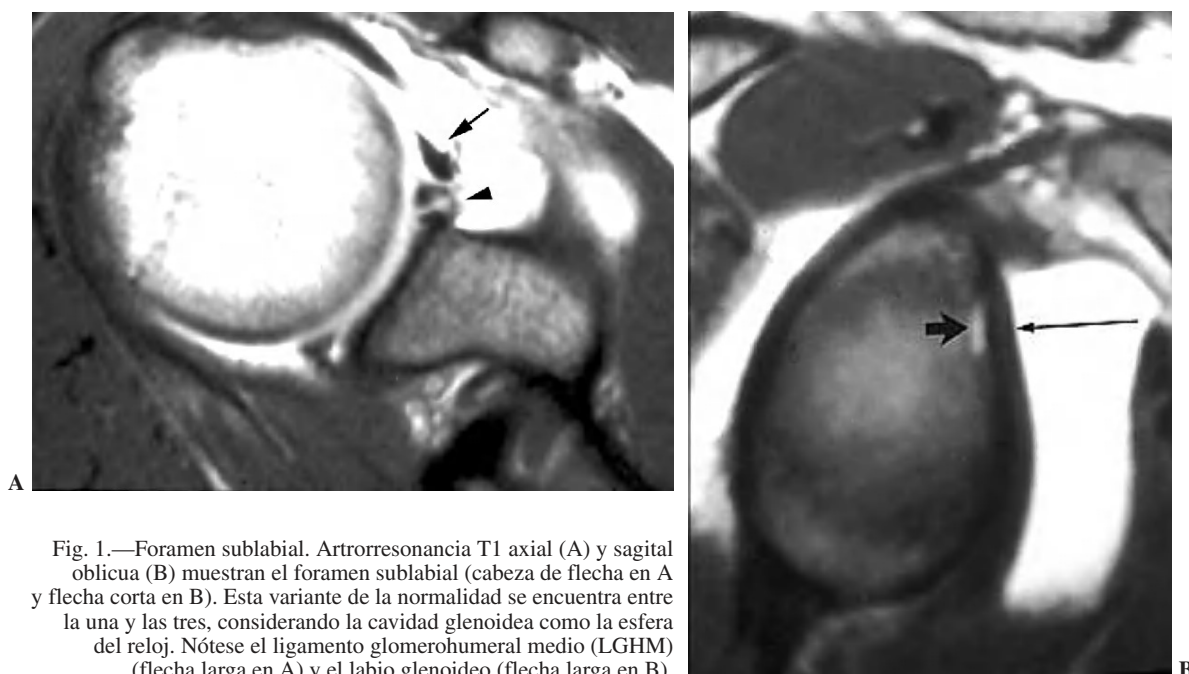 A
Fig. 1.—Foramen sublabial. Artrorresonancia T1 axial (A) y sagital
oblicua (B) muestran el foramen sublabial (cabeza de flecha en A
y flecha corta en B). Esta variante de la normalidad se encuentra entre
la una y las tres, considerando la cavidad glenoidea como la esfera
del reloj. Nótese el ligamento glomerohumeral medio (LGHM)
(flecha larga en A) y el labio glenoideo (flecha larga en B).
B